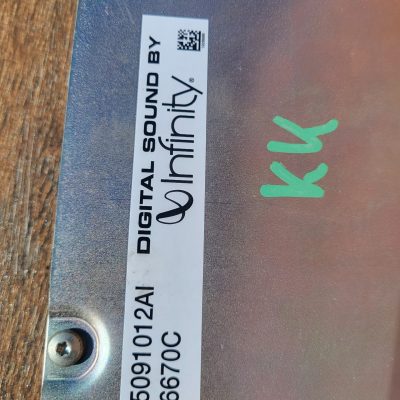 DIGITAL SOUND BY
Infinity®
5091012AI
6670C
KK